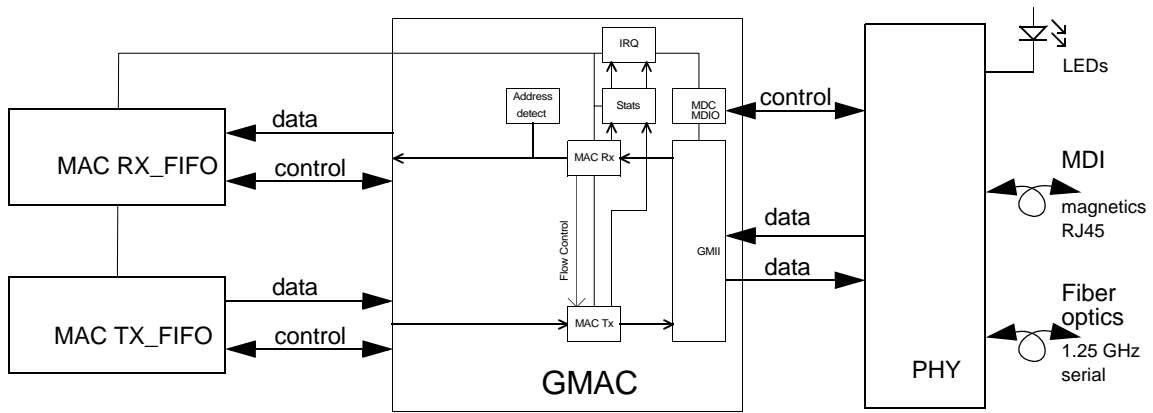 IRQ
LEDs
Address
detect
Stats
MDC
MDIO
control
data
MAC RX_FIFO
control
MAC Rx
MDI
magnetics
RJ45
Flow Control
data
GMII
data
data
MAC TX_FIFO
control
MAC Tx
Fiber
optics
1.25 GHz
serial
GMAC
PHY